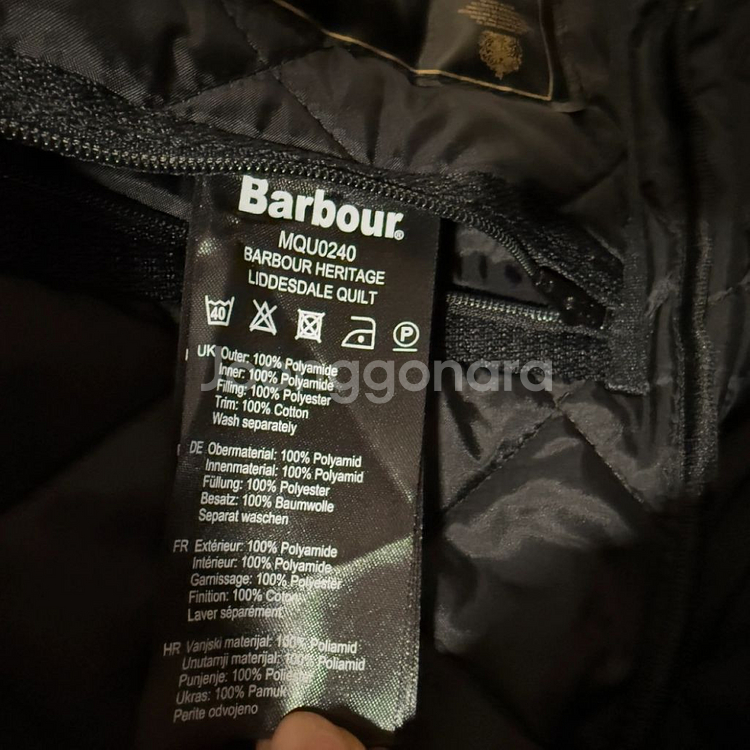 Barbour®
MQU0240
BARBOUR HERITAGE
LIDDESDALE QUILT
40
P
UK Outer: 100% Polyamide
Inner: 100% Polyamide
Filling: 100% Polyester
Trim: 100% Cotton
Wash separately
Joonggonara
DE Obermaterial: 100% Polyamid
Innenmaterial: 100% Polyamid
Füllung: 100% Polyester
Besatz: 100% Baumwolle
Separat waschen
FR Extérieur: 100% Polyamide
Intérieur: 100% Polyamide
Garnissage: 100% Polyester
Finition: 100% Coton
Laver séparément
HR Vanjski materijal: 100% Poliamid
Unutarnji materijal: 100% Poliamid
Punjenje: 100% Poliester
Ukras: 100% Pamuk
Perite odvojeno